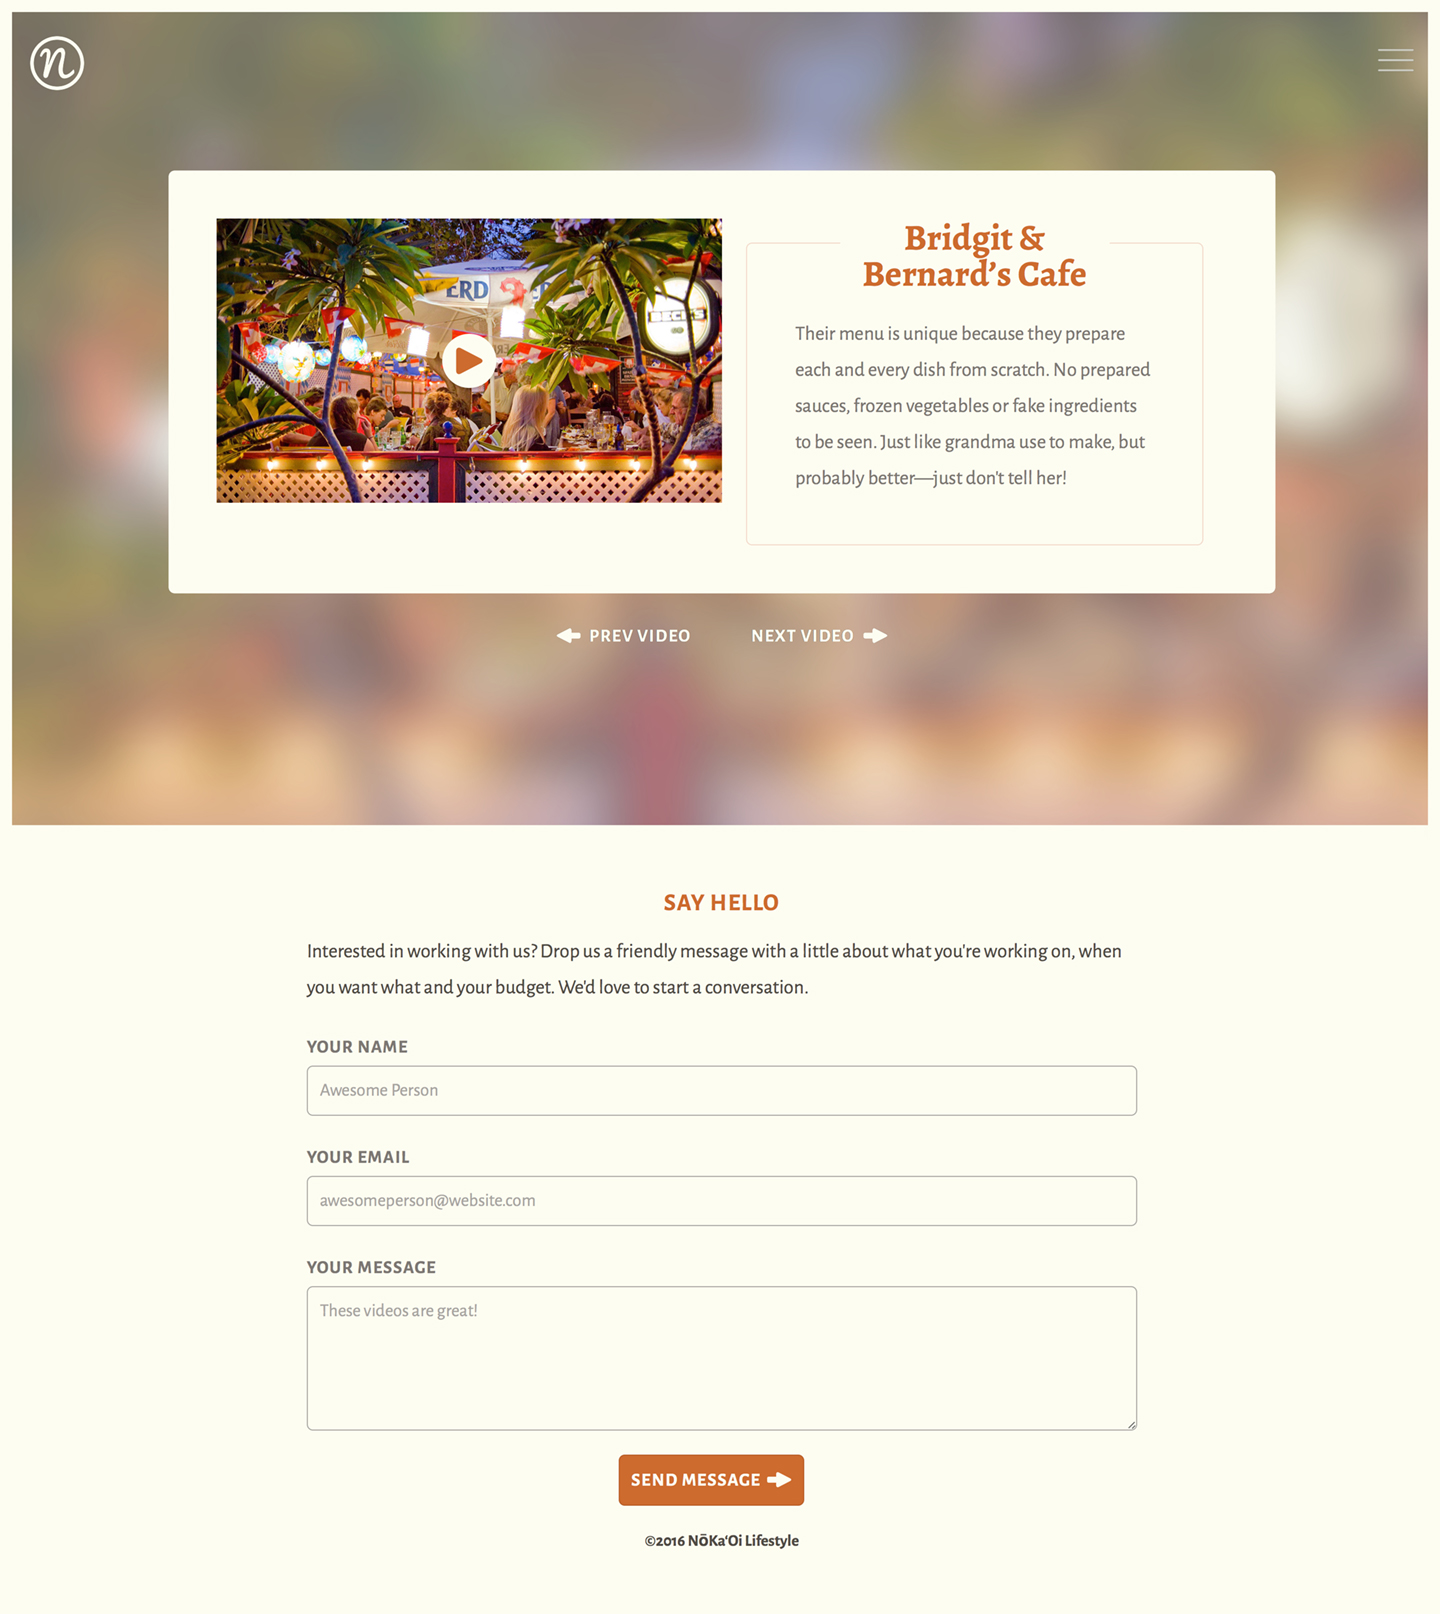 n
ERD
BECK'S
Bridgit &
Bernard’s Cafe
Their menu is unique because they prepare
each and every dish from scratch. No prepared
sauces, frozen vegetables or fake ingredients
to be seen. Just like grandma use to make, but
probably better—just don't tell her!
PREV VIDEO
NEXT VIDEO
SAY HELLO
Interested in working with us? Drop us a friendly message with a little about what you're working on, when
you want what and your budget. We'd love to start a conversation.
YOUR NAME
Awesome Person
YOUR EMAIL
awesomeperson@website.com
YOUR MESSAGE
These videos are great!
SEND MESSAGE
©2016 NōKa‘Oi Lifestyle